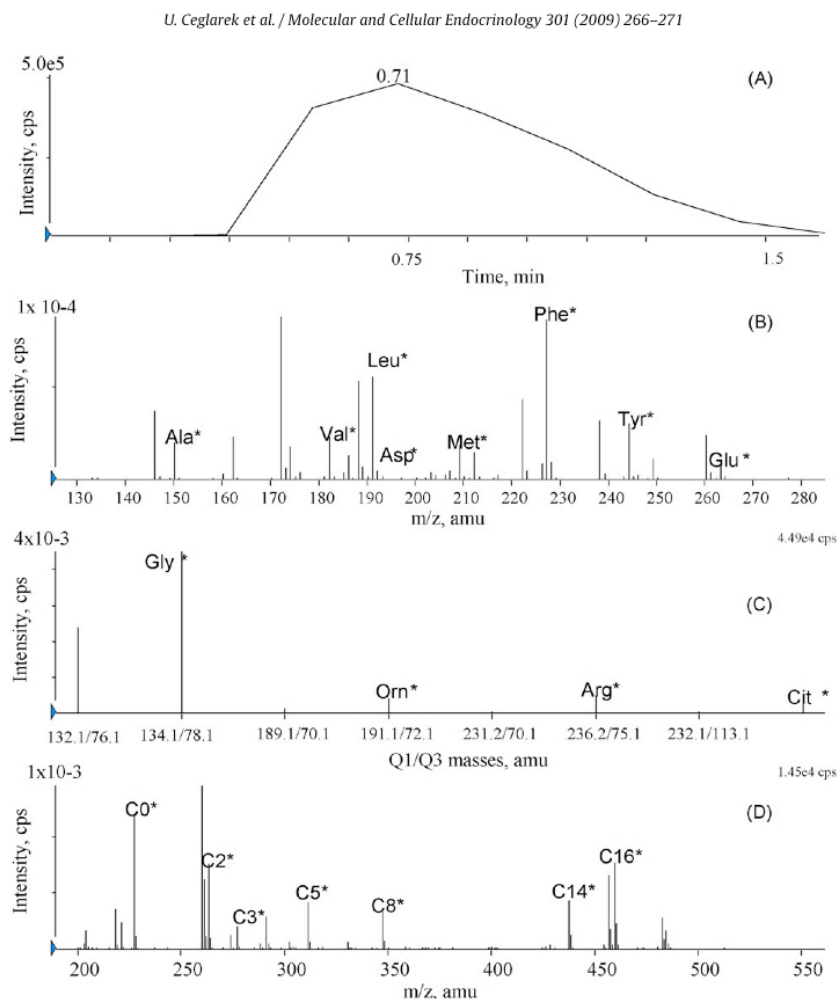 U. Ceglarek et al. / Molecular and Cellular Endocrinology 301 (2009) 266–271
5.0e5
0.71
(A)
Intensity, cps
0.75
1.5
Time, min
1x 10-4
Phe*
(B)
Leu*
Intensity, cps
Ala*
Val*
Asp*
Met*
Tyr*
Glu *
130 140 150 160 170 180 190 200 210 220 230 240 250 260 270 280
m/z, amu
4x10-3
4.49e4 cps
Gly *
(C)
Intensity, cps
Orn*
Arg*
Cit *
132.1/76.1 134.1/78.1 189.1/70.1 191.1/72.1 231.2/70.1 236.2/75.1 232.1/113.1
Q1/Q3 masses, amu
1x10-3
1.45e4 cps
C0*
(D)
Intensity, cps
C2*
C16*
C3*
C5*
C8*
C14*
200 250 300 350 400 450 500 550
m/z, amu